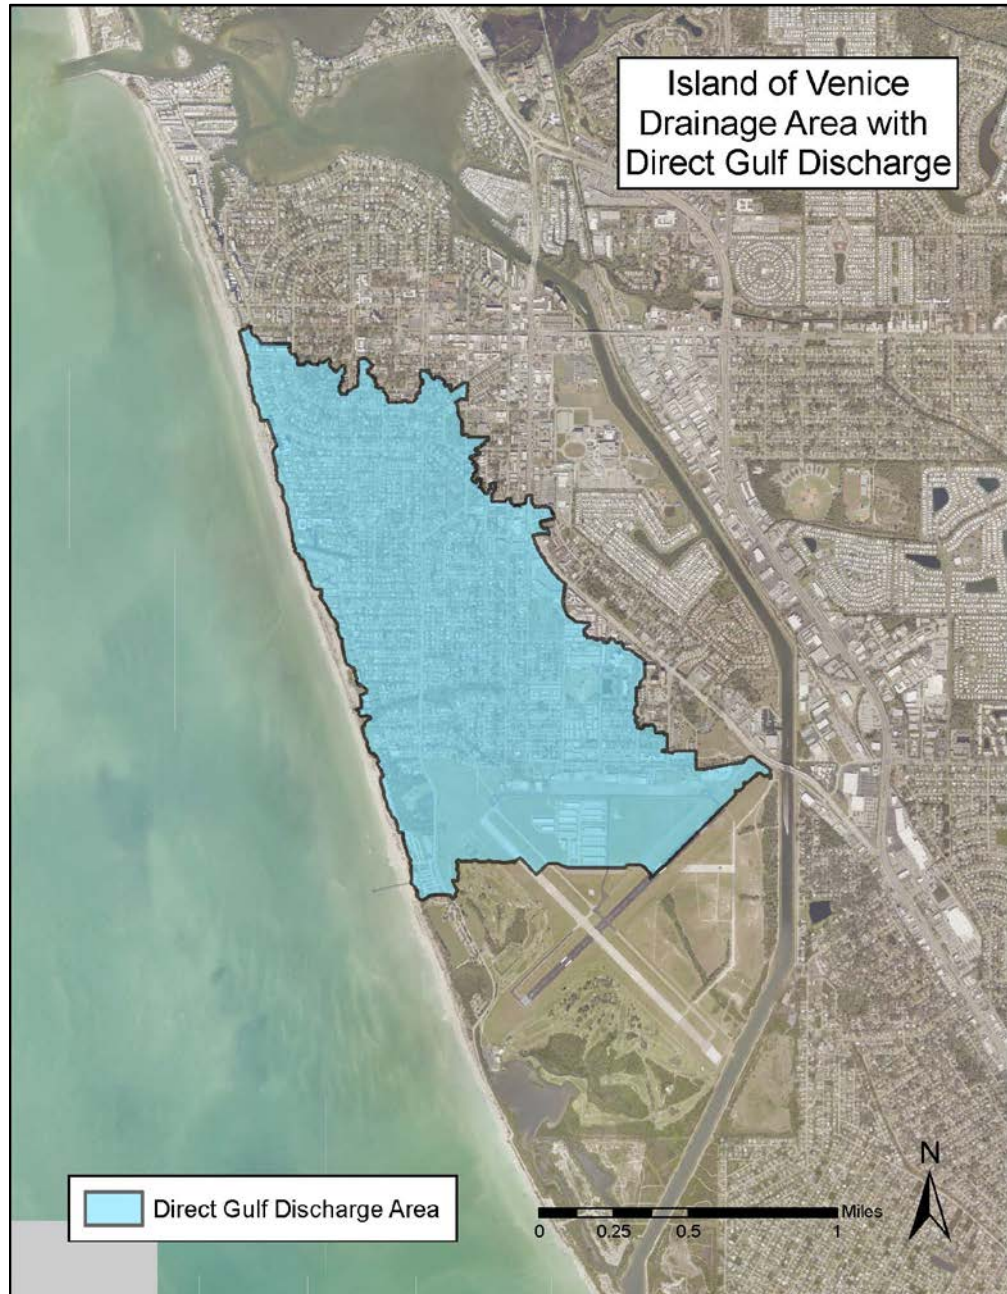 Island of Venice
Drainage Area with
Direct Gulf Discharge
N
Direct Gulf Discharge Area
Miles
0 0.25 0.5 1